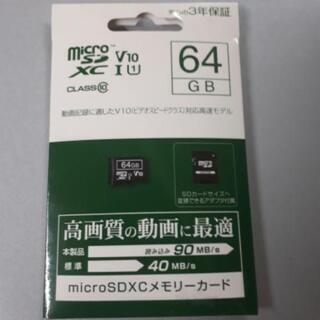 の3年保証
micro SD XC I U1 V10
CLASS10
64 GB
動画記録に適したV10(ビデオスピードクラス)対応高速モデル
64GB
micro SD XC I V10
SDカードサイズへ
変換できるアダプタ付属
高画質の動画に最適
本製品 読み込み 90 MB/s
標準 40 MB/s
microSDXCメモリーカード